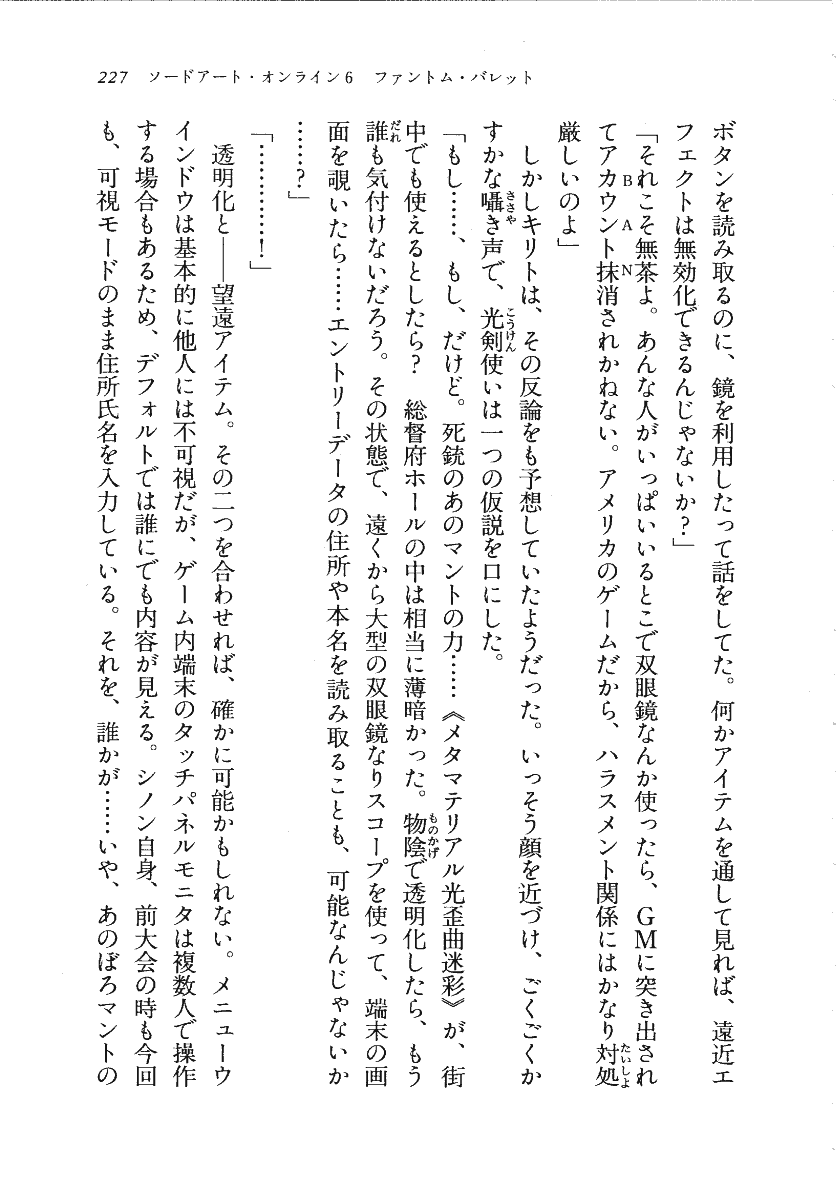 227 ソードアート・オンライン6 ファントム・バレット
ボタンを読み取るのに、鏡を利用したって話をしてた。何かアイテムを通して見れば、遠近エ
フェクトは無効化できるんじゃないか?」
「それこそ無茶よ。あんな人がいっぱいいるとこで双眼鏡なんか使ったら、GMに突き出され
てアカウント抹消されかねない。アメリカのゲームだから、ハラスメント関係にはかなり対処
BAN
たいしよ
厳しいのよ」
しかしキリトは、その反論をも予想していたようだった。いっそう顔を近づけ、ごくごくか
すかな囁き声で、光剣使いは一つの仮説を口にした。
ささや
こうけん
「もし……、もし、だけど。死銃のあのマントの力……《メタマテリアル光歪曲迷彩》が、街
中でも使えるとしたら? 総督府ホールの中は相当に薄暗かった。物陰で透明化したら、もう
ものかげ
誰も気付けないだろう。その状態で、遠くから大型の双眼鏡なりスコープを使って、端末の画
だれ
面を覗いたら……エントリーデータの住所や本名を読み取ることも、可能なんじゃないか
……?」
「…………!」
透明化と――望遠アイテム。その二つを合わせれば、確かに可能かもしれない。メニューウ
インドウは基本的に他人には不可視だが、ゲーム内端末のタッチパネルモニタは複数人で操作
する場合もあるため、デフォルトでは誰にでも内容が見える。シノン自身、前大会の時も今回
も、可視モードのまま住所氏名を入力している。それを、誰かが……いや、あのぼろマントの